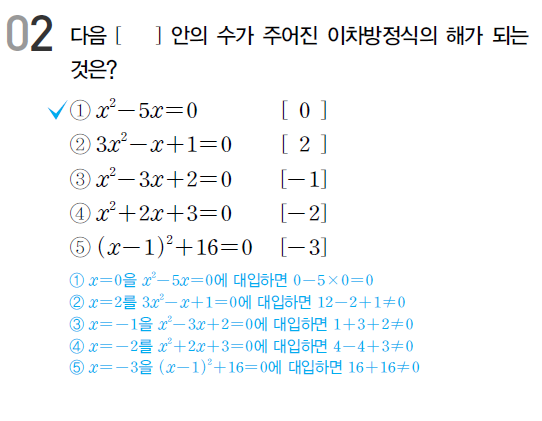 02 다음 [ ] 안의 수가 주어진 이차방정식의 해가 되는
것은?
① x²−5x=0 [ 0 ]
② 3x²−x+1=0 [ 2 ]
③ x²−3x+2=0 [−1]
④ x²+2x+3=0 [−2]
⑤ (x−1)²+16=0 [−3]
① x=0을 x²−5x=0에 대입하면 0−5×0=0
② x=2를 3x²−x+1=0에 대입하면 12−2+1≠0
③ x=−1을 x²−3x+2=0에 대입하면 1+3+2≠0
④ x=−2를 x²+2x+3=0에 대입하면 4−4+3≠0
⑤ x=−3을 (x−1)²+16=0에 대입하면 16+16≠0